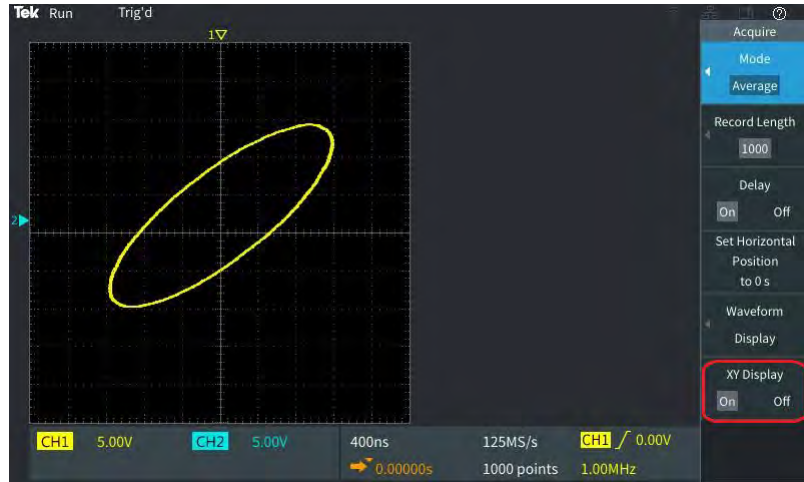 Tek Run Trig'd
1
2
Acquire
Mode
Average
Record Length
1000
Delay
On Off
Set Horizontal
Position
to 0 s
Waveform
Display
XY Display
On Off
CH1 5.00V CH2 5.00V 400ns 125MS/s CH1 0.00V
0.00000s 1000 points 1.00MHz